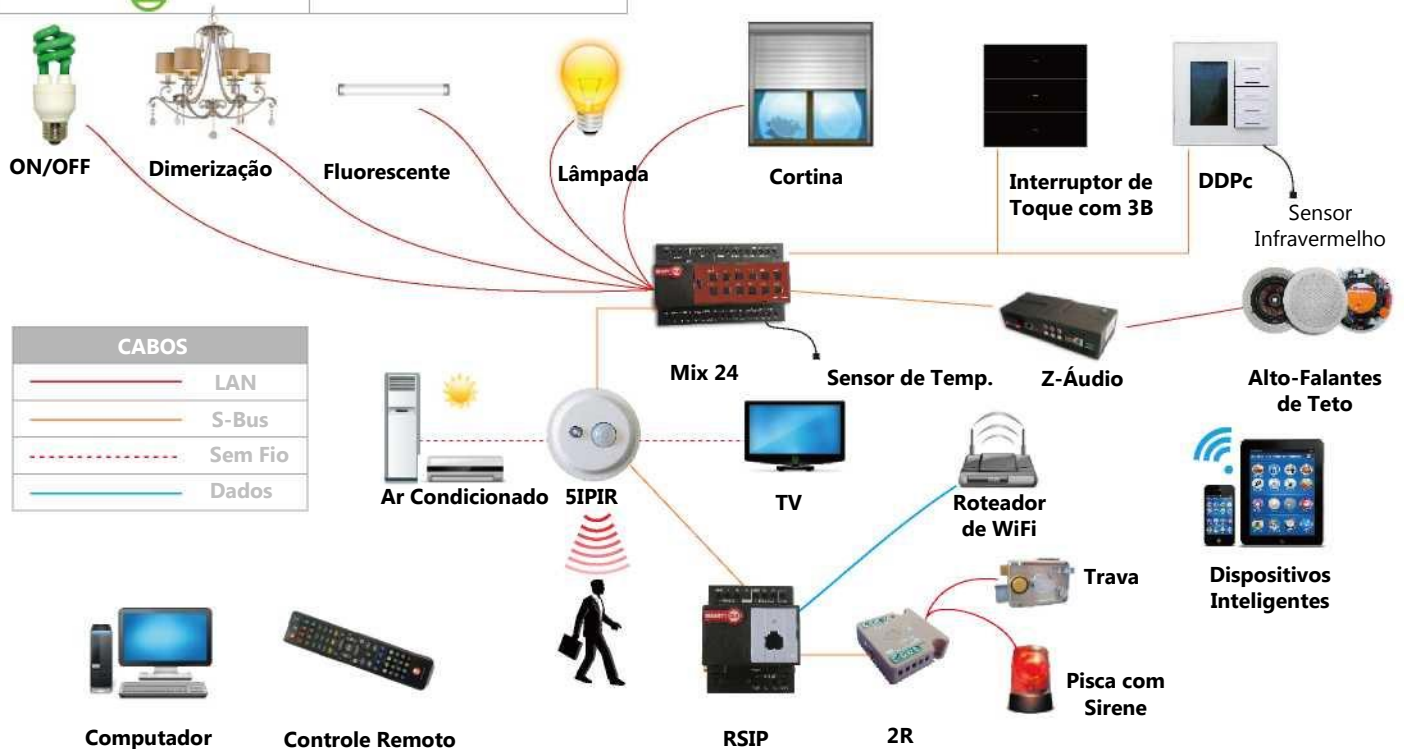 ON/OFF
Dimerização
Fluorescente
Lâmpada
Cortina
Interruptor de
Toque com 3B
DDPc
Sensor
Infravermelho
CABOS
LAN
S-Bus
Sem Fio
Dados
Mix 24
Sensor de Temp.
Z-Áudio
Alto-Falantes
de Teto
Ar Condicionado
5IPIR
TV
Roteador
de WiFi
Dispositivos
Inteligentes
Trava
Pisca com
Sirene
Computador
Controle Remoto
RSIP
2R